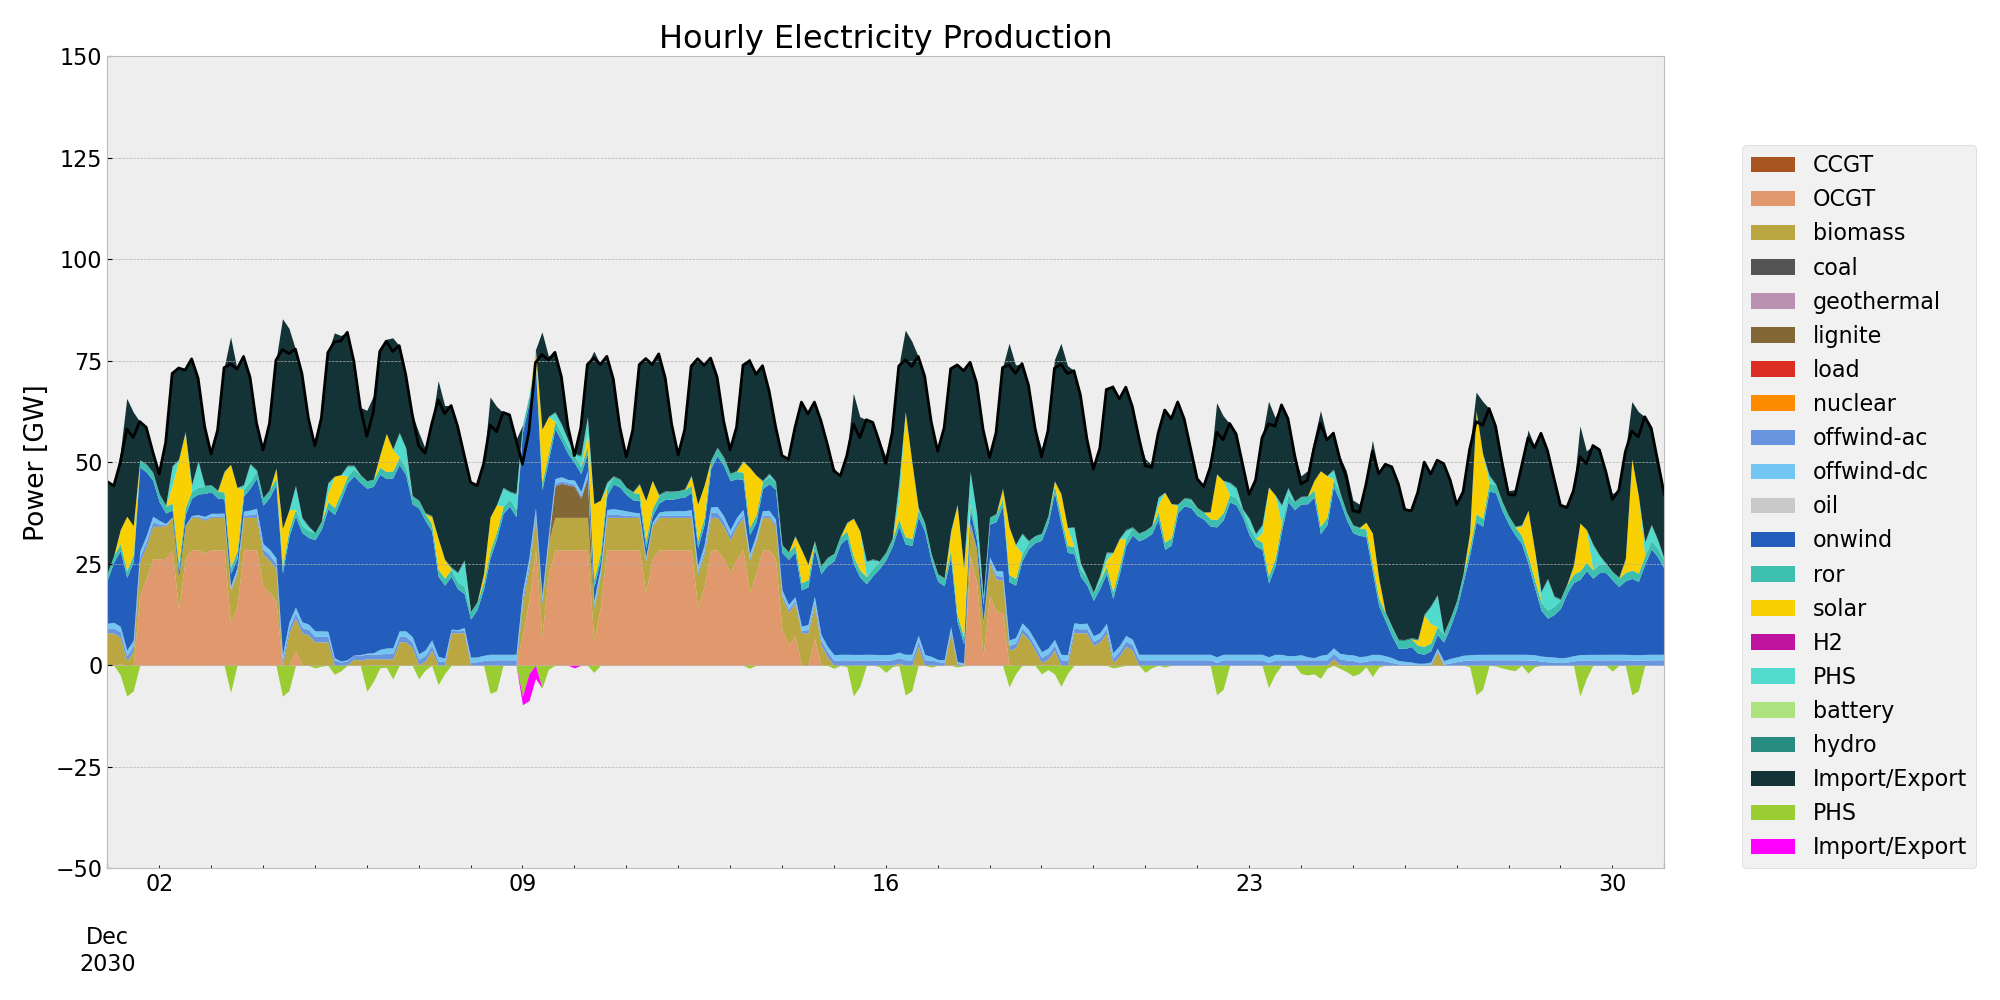 Hourly Electricity Production
Power [GW]
150
125
100
75
50
25
0
−25
−50
02
09
16
23
30
Dec
2030
CCGT
OCGT
biomass
coal
geothermal
lignite
load
nuclear
offwind-ac
offwind-dc
oil
onwind
ror
solar
H2
PHS
battery
hydro
Import/Export
PHS
Import/Export